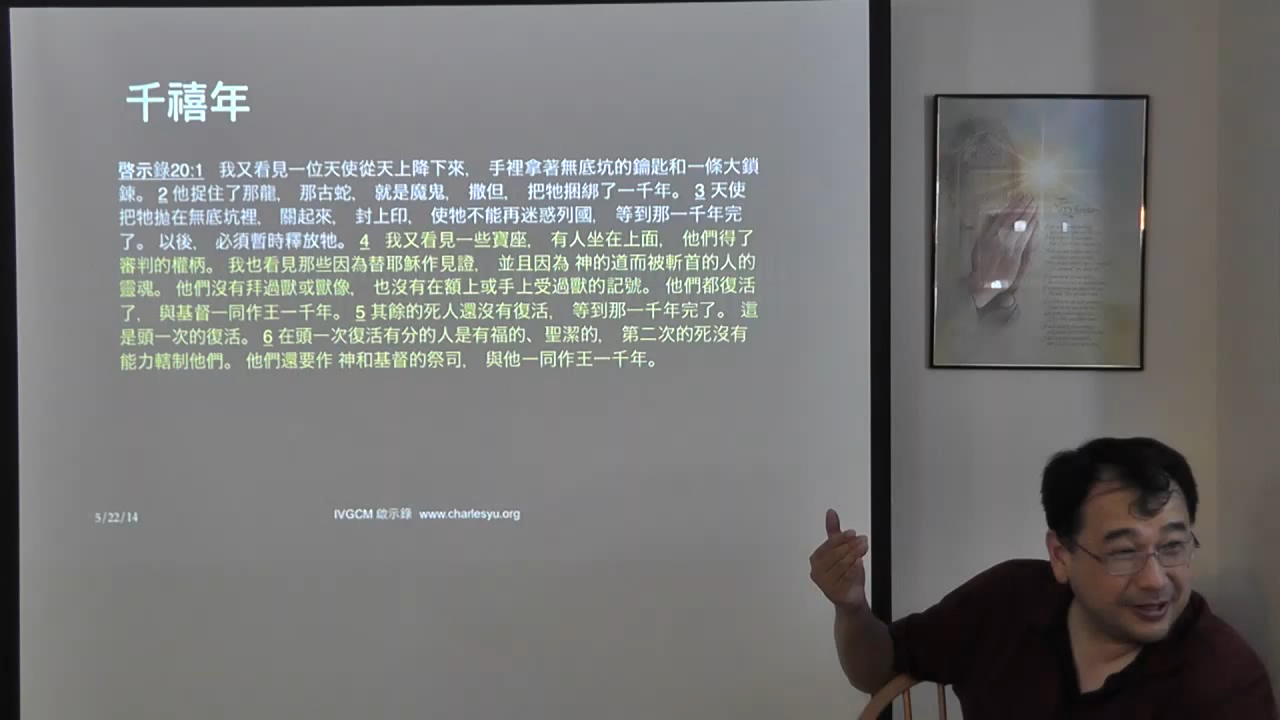 千禧年
啓示錄20:1 我又看見一位天使從天上降下來, 手裡拿著無底坑的鑰匙和一條大鎖
鍊。 2 他捉住了那龍, 那古蛇, 就是魔鬼, 撒但, 把牠捆綁了一千年。 3 天使
把牠拋在無底坑裡, 關起來, 封上印, 使牠不能再迷惑列國, 等到那一千年完
了。 以後, 必須暫時釋放牠。 4 我又看見一些寶座, 有人坐在上面, 他們得了
審判的權柄。 我也看見那些因為替耶穌作見證, 並且因為 神的道而被斬首的人的
靈魂。 他們沒有拜過獸或獸像, 也沒有在額上或手上受過獸的記號。 他們都復活
了, 與基督一同作王一千年。 5 其餘的死人還沒有復活, 等到那一千年完了。 這
是頭一次的復活。 6 在頭一次復活有分的人是有福的、聖潔的, 第二次的死沒有
能力轄制他們。 他們還要作 神和基督的祭司, 與他一同作王一千年。
5/22/14
IVGCM 啟示錄 www.charlesyu.org